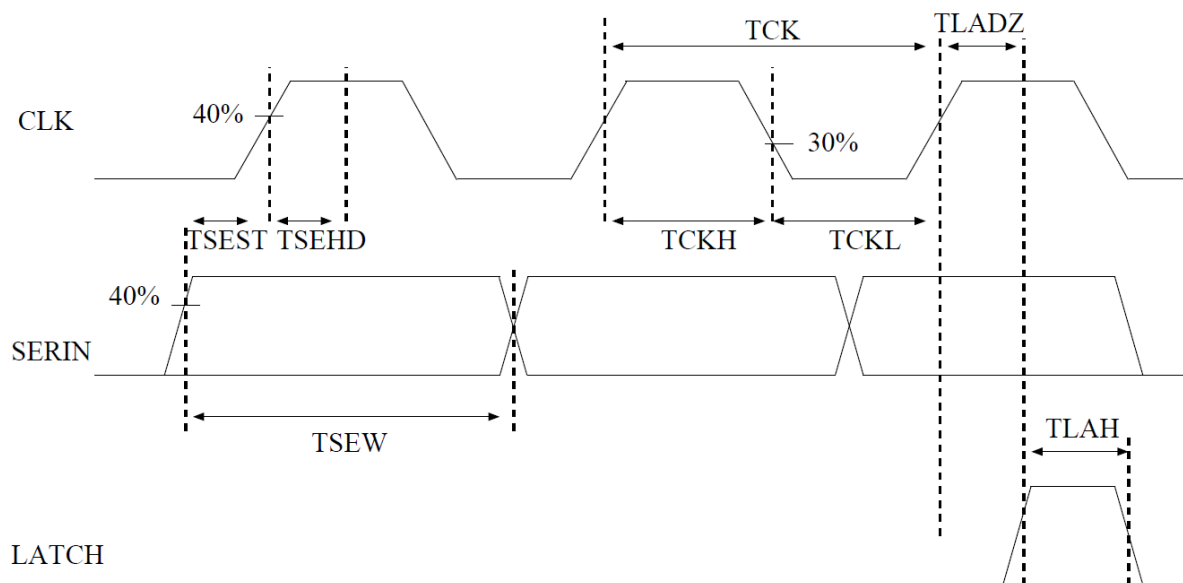 TCK
TLADZ
CLK
40%
30%
TSEST
TSEHD
TCKH
TCKL
40%
SERIN
TSEW
TLAH
LATCH